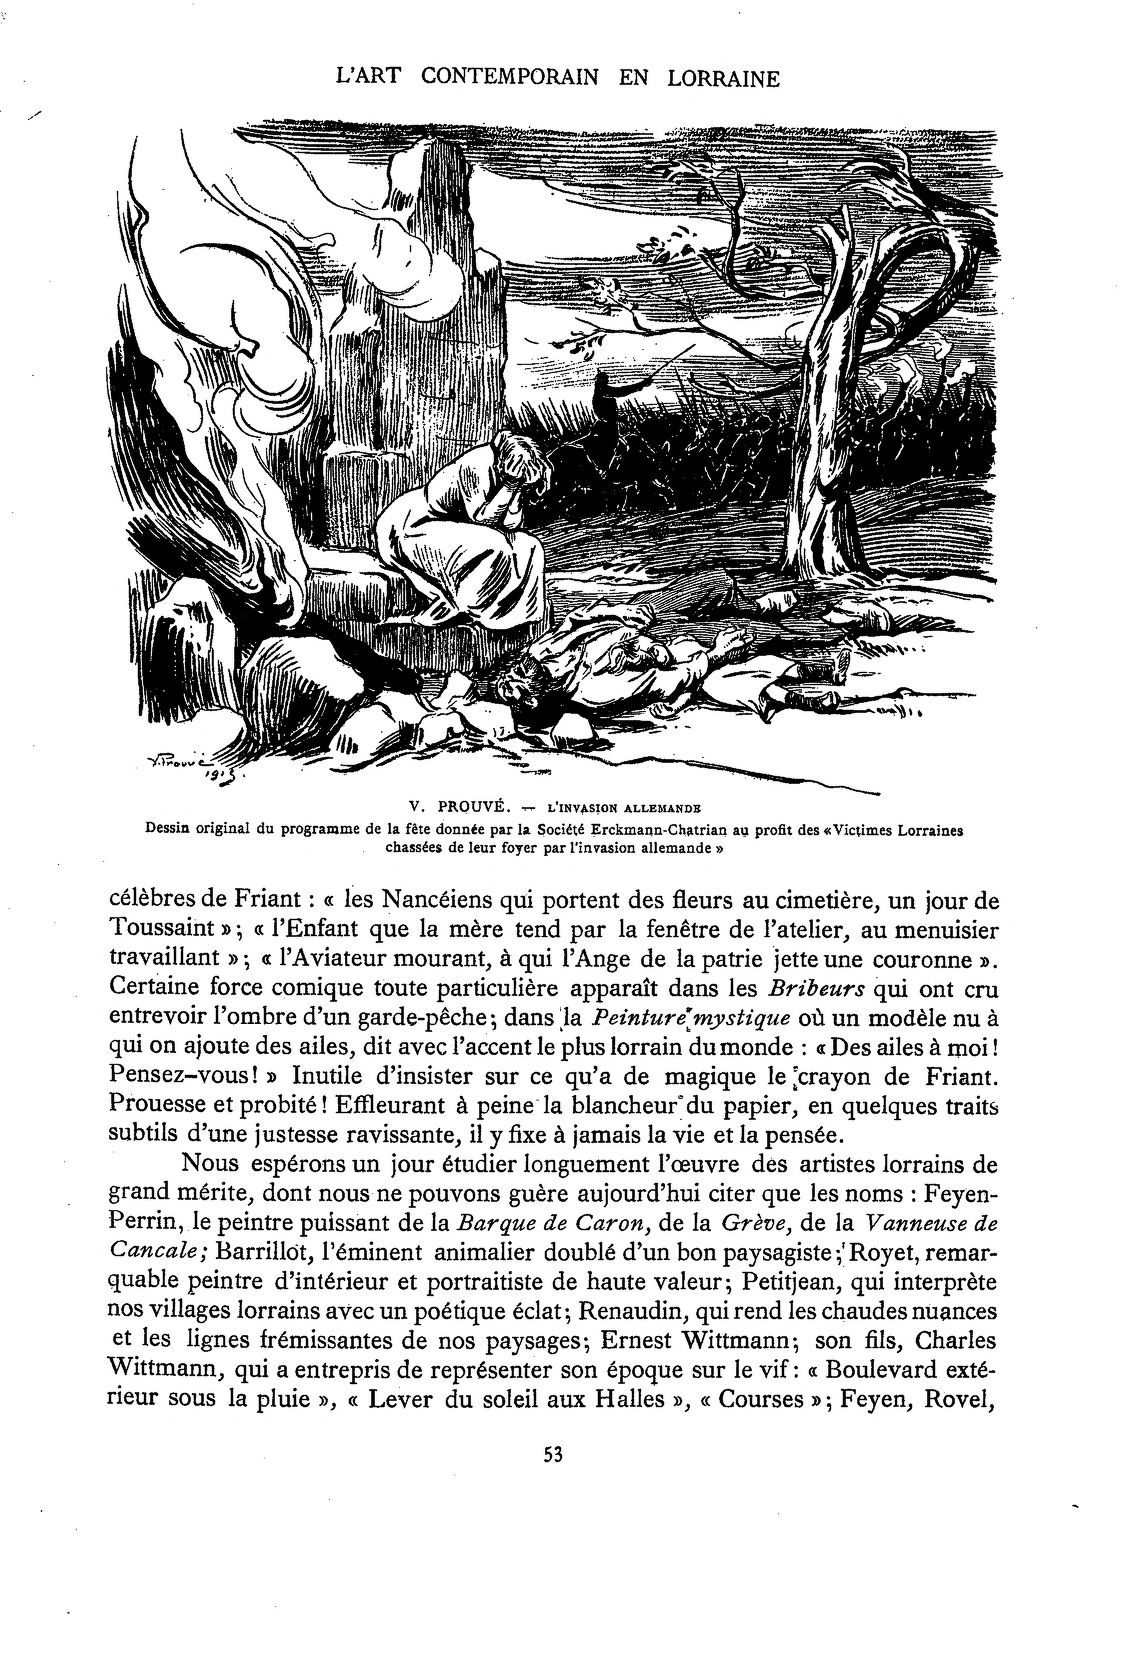 L'ART CONTEMPORAIN EN LORRAINE
V. Prouvé
V. PROUVÉ. — L'INVASION ALLEMANDE
Dessin original du programme de la fête donnée par la Société Erckmann-Chatrian au profit des «Victimes Lorraines
chassées de leur foyer par l'invasion allemande »
célèbres de Friant : « les Nancéiens qui portent des fleurs au cimetière, un jour de
Toussaint »; « l'Enfant que la mère tend par la fenêtre de l'atelier, au menuisier
travaillant »; « l'Aviateur mourant, à qui l'Ange de la patrie jette une couronne ».
Certaine force comique toute particulière apparaît dans les Bribeurs qui ont cru
entrevoir l'ombre d'un garde-pêche; dans la Peinture mystique où un modèle nu à
qui on ajoute des ailes, dit avec l'accent le plus lorrain du monde : « Des ailes à moi !
Pensez-vous! » Inutile d'insister sur ce qu'a de magique le crayon de Friant.
Prouesse et probité! Effleurant à peine la blancheur du papier, en quelques traits
subtils d'une justesse ravissante, il y fixe à jamais la vie et la pensée.
Nous espérons un jour étudier longuement l'œuvre des artistes lorrains de
grand mérite, dont nous ne pouvons guère aujourd'hui citer que les noms : Feyen-
Perrin, le peintre puissant de la Barque de Caron, de la Grève, de la Vanneuse de
Cancale; Barrillot, l'éminent animalier doublé d'un bon paysagiste; Royet, remar-
quable peintre d'intérieur et portraitiste de haute valeur; Petitjean, qui interprète
nos villages lorrains avec un poétique éclat; Renaudin, qui rend les chaudes nuances
et les lignes frémissantes de nos paysages; Ernest Wittmann; son fils, Charles
Wittmann, qui a entrepris de représenter son époque sur le vif : « Boulevard exté-
rieur sous la pluie », « Lever du soleil aux Halles », « Courses »; Feyen, Rovel,
53